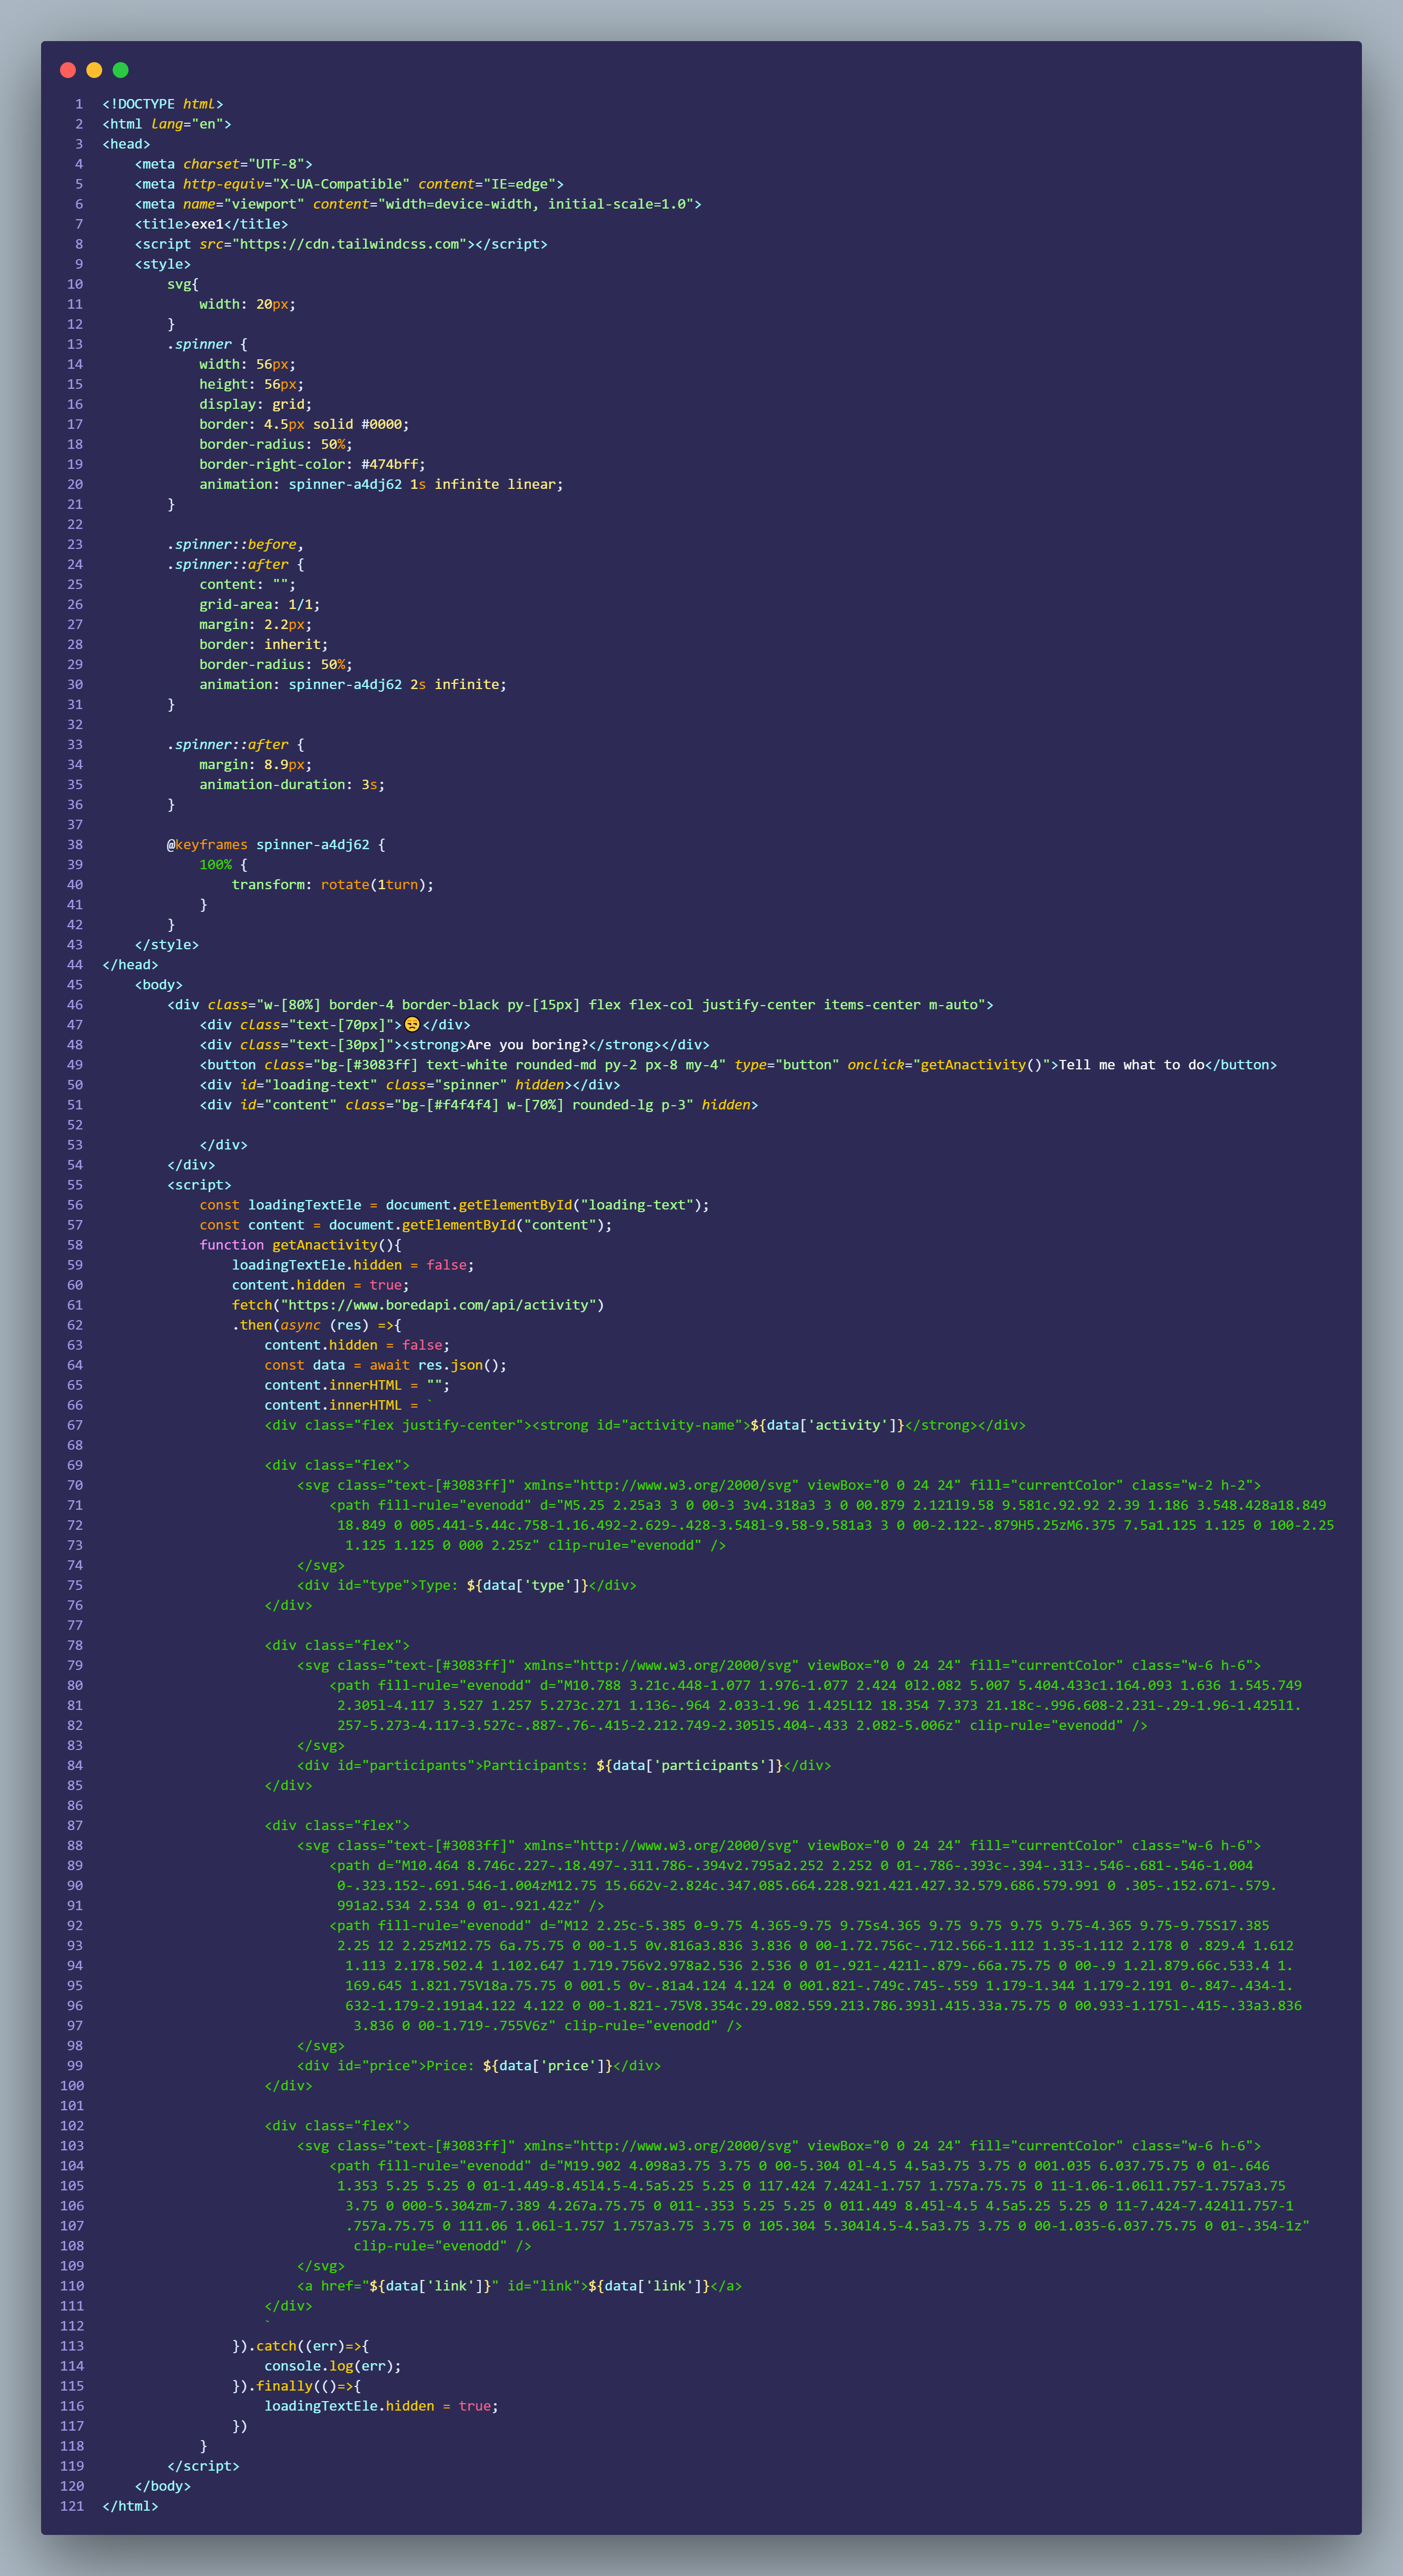 1 <!DOCTYPE html>
2 <html lang="en">
3 <head>
4     <meta charset="UTF-8">
5     <meta http-equiv="X-UA-Compatible" content="IE=edge">
6     <meta name="viewport" content="width=device-width, initial-scale=1.0">
7     <title>exe1</title>
8     <script src="https://cdn.tailwindcss.com"></script>
9     <style>
10         svg{
11             width: 20px;
12         }
13         .spinner {
14             width: 56px;
15             height: 56px;
16             display: grid;
17             border: 4.5px solid #0000;
18             border-radius: 50%;
19             border-right-color: #474bff;
20             animation: spinner-a4dj62 1s infinite linear;
21         }
22
23         .spinner::before,
24         .spinner::after {
25             content: "";
26             grid-area: 1/1;
27             margin: 2.2px;
28             border: inherit;
29             border-radius: 50%;
30             animation: spinner-a4dj62 2s infinite;
31         }
32
33         .spinner::after {
34             margin: 8.9px;
35             animation-duration: 3s;
36         }
37
38         @keyframes spinner-a4dj62 {
39             100% {
40                 transform: rotate(1turn);
41             }
42         }
43     </style>
44 </head>
45     <body>
46         <div class="w-[80%] border-4 border-black py-[15px] flex flex-col justify-center items-center m-auto">
47             <div class="text-[70px]">😒</div>
48             <div class="text-[30px]"><strong>Are you boring?</strong></div>
49             <button class="bg-[#3083ff] text-white rounded-md py-2 px-8 my-4" type="button" onclick="getAnactivity()">Tell me what to do</button>
50             <div id="loading-text" class="spinner" hidden></div>
51             <div id="content" class="bg-[#f4f4f4] w-[70%] rounded-lg p-3" hidden>
52
53             </div>
54         </div>
55         <script>
56             const loadingTextEle = document.getElementById("loading-text");
57             const content = document.getElementById("content");
58             function getAnactivity(){
59                 loadingTextEle.hidden = false;
60                 content.hidden = true;
61                 fetch("https://www.boredapi.com/api/activity")
62                 .then(async (res) =>{
63                     content.hidden = false;
64                     const data = await res.json();
65                     content.innerHTML = "";
66                     content.innerHTML = `
67                     <div class="flex justify-center"><strong id="activity-name">${data['activity']}</strong></div>
68
69                     <div class="flex">
70                         <svg class="text-[#3083ff]" xmlns="http://www.w3.org/2000/svg" viewBox="0 0 24 24" fill="currentColor" class="w-2 h-2">
71                             <path fill-rule="evenodd" d="M5.25 2.25a3 3 0 00-3 3v4.318a3 3 0 00.879 2.121l9.58 9.581c.92.92 2.39 1.186 3.548.428a18.849
72                              18.849 0 005.441-5.44c.758-1.16.492-2.629-.428-3.548l-9.58-9.581a3 3 0 00-2.122-.879H5.25zM6.375 7.5a1.125 1.125 0 100-2.25
73                               1.125 1.125 0 000 2.25z" clip-rule="evenodd" />
74                         </svg>
75                         <div id="type">Type: ${data['type']}</div>
76                     </div>
77
78                     <div class="flex">
79                         <svg class="text-[#3083ff]" xmlns="http://www.w3.org/2000/svg" viewBox="0 0 24 24" fill="currentColor" class="w-6 h-6">
80                             <path fill-rule="evenodd" d="M10.788 3.21c.448-1.077 1.976-1.077 2.424 0l2.082 5.007 5.404.433c1.164.093 1.636 1.545.749
81                              2.305l-4.117 3.527 1.257 5.273c.271 1.136-.964 2.033-1.96 1.425L12 18.354 7.373 21.18c-.996.608-2.231-.29-1.96-1.425l1.
82                              257-5.273-4.117-3.527c-.887-.76-.415-2.212.749-2.305l5.404-.433 2.082-5.006z" clip-rule="evenodd" />
83                         </svg>
84                         <div id="participants">Participants: ${data['participants']}</div>
85                     </div>
86
87                     <div class="flex">
88                         <svg class="text-[#3083ff]" xmlns="http://www.w3.org/2000/svg" viewBox="0 0 24 24" fill="currentColor" class="w-6 h-6">
89                             <path d="M10.464 8.746c.227-.18.497-.311.786-.394v2.795a2.252 2.252 0 01-.786-.393c-.394-.313-.546-.681-.546-1.004
90                              0-.323.152-.691.546-1.004zM12.75 15.662v-2.824c.347.085.664.228.921.421.427.32.579.686.579.991 0 .305-.152.671-.579.
91                              991a2.534 2.534 0 01-.921.42z" />
92                             <path fill-rule="evenodd" d="M12 2.25c-5.385 0-9.75 4.365-9.75 9.75s4.365 9.75 9.75 9.75 9.75-4.365 9.75-9.75S17.385
93                              2.25 12 2.25zM12.75 6a.75.75 0 00-1.5 0v.816a3.836 3.836 0 00-1.72.756c-.712.566-1.112 1.35-1.112 2.178 0 .829.4 1.612
94                               1.113 2.178.502.4 1.102.647 1.719.756v2.978a2.536 2.536 0 01-.921-.421l-.879-.66a.75.75 0 00-.9 1.2l.879.66c.533.4 1.
95                               169.645 1.821.75V18a.75.75 0 001.5 0v-.81a4.124 4.124 0 001.821-.749c.745-.559 1.179-1.344 1.179-2.191 0-.847-.434-1.
96                               632-1.179-2.191a4.122 4.122 0 00-1.821-.75V8.354c.29.082.559.213.786.393l.415.33a.75.75 0 00.933-1.175l-.415-.33a3.836
97                                3.836 0 00-1.719-.755V6z" clip-rule="evenodd" />
98                         </svg>
99                         <div id="price">Price: ${data['price']}</div>
100                     </div>
101
102                     <div class="flex">
103                         <svg class="text-[#3083ff]" xmlns="http://www.w3.org/2000/svg" viewBox="0 0 24 24" fill="currentColor" class="w-6 h-6">
104                             <path fill-rule="evenodd" d="M19.902 4.098a3.75 3.75 0 00-5.304 0l-4.5 4.5a3.75 3.75 0 001.035 6.037.75.75 0 01-.646
105                              1.353 5.25 5.25 0 01-1.449-8.45l4.5-4.5a5.25 5.25 0 117.424 7.424l-1.757 1.757a.75.75 0 11-1.06-1.06l1.757-1.757a3.75
106                               3.75 0 000-5.304zm-7.389 4.267a.75.75 0 011-.353 5.25 5.25 0 011.449 8.45l-4.5 4.5a5.25 5.25 0 11-7.424-7.424l1.757-1
107                               .757a.75.75 0 111.06 1.06l-1.757 1.757a3.75 3.75 0 105.304 5.304l4.5-4.5a3.75 3.75 0 00-1.035-6.037.75.75 0 01-.354-1z"
108                                clip-rule="evenodd" />
109                         </svg>
110                         <a href="${data['link']}" id="link">${data['link']}</a>
111                     </div>
112                     `
113                 }).catch((err)=>{
114                     console.log(err);
115                 }).finally(()=>{
116                     loadingTextEle.hidden = true;
117                 })
118             }
119         </script>
120     </body>
121 </html>